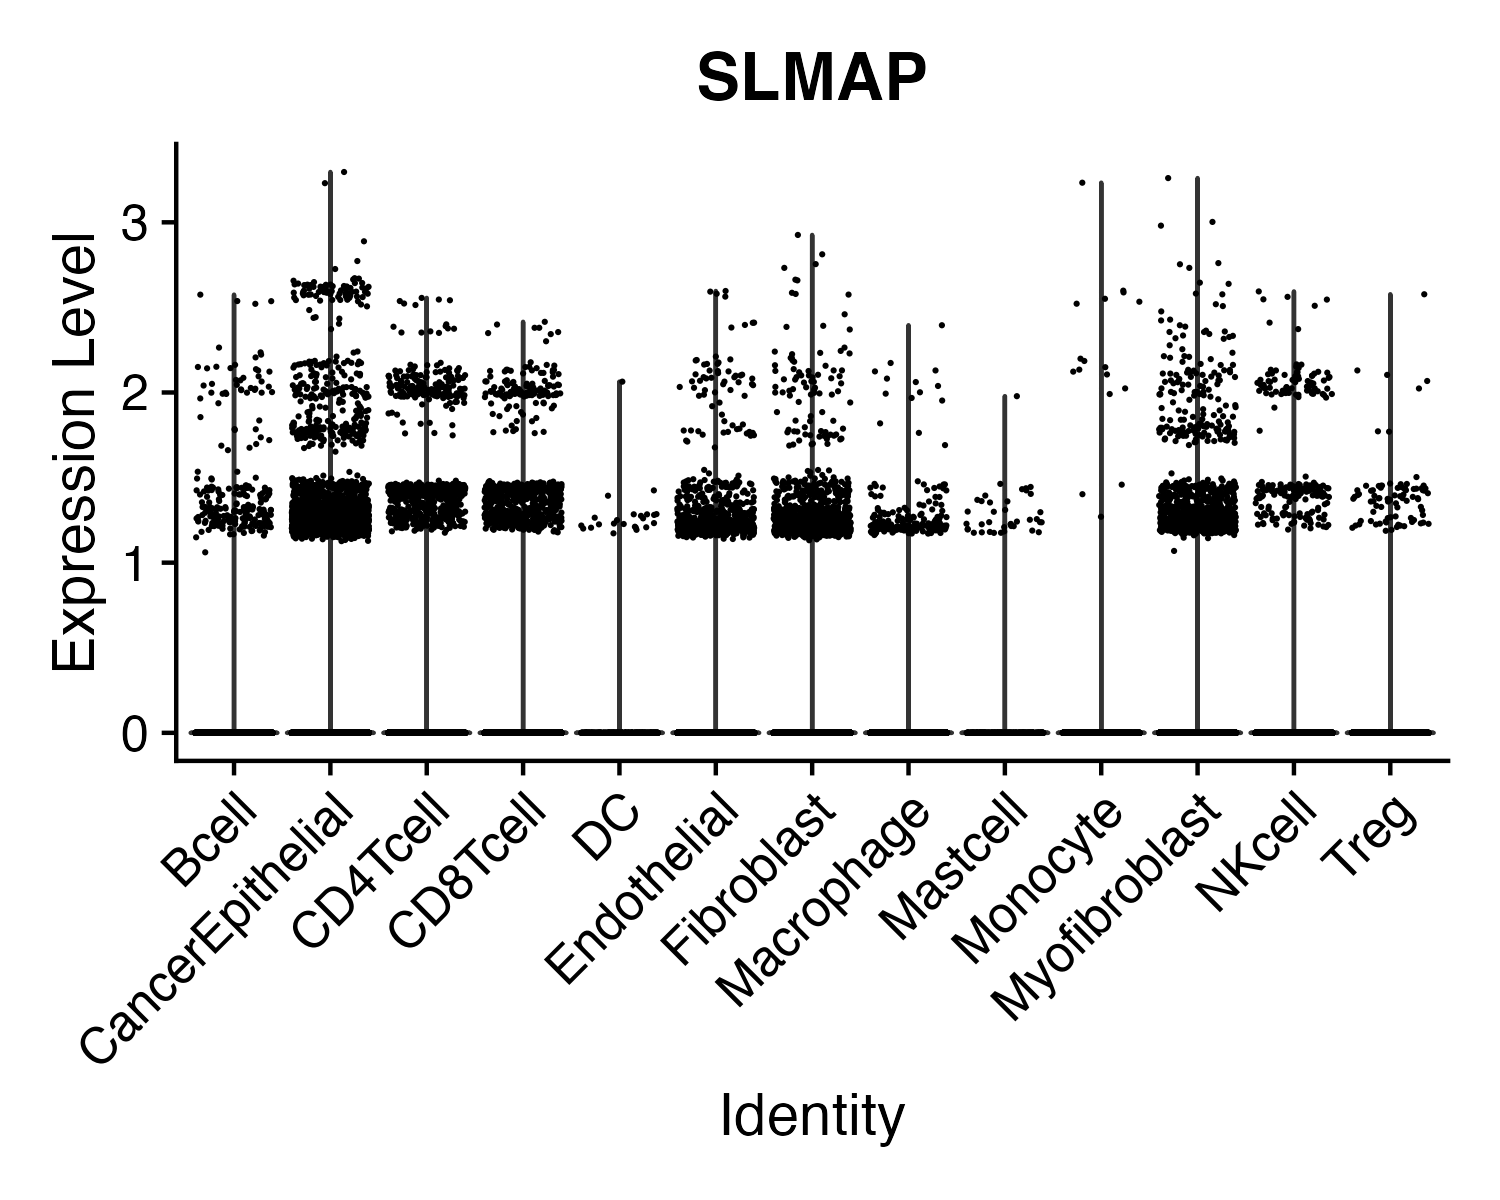 SLMAP
Expression Level
3
2
1
0
Bcell
CancerEpithelial
CD4Tcell
CD8Tcell
DC
Endothelial
Fibroblast
Macrophage
Mastcell
Monocyte
Myofibroblast
NKcell
Treg
Identity